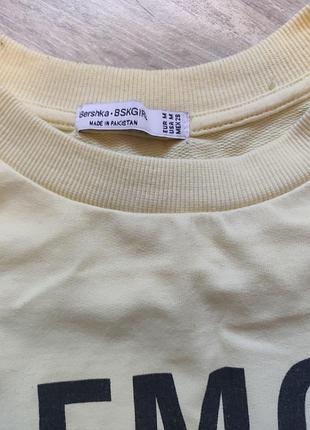 Bershka • BSKGIRL
MADE IN PAKISTAN
EUR M
USA M
MEX 28
EMO